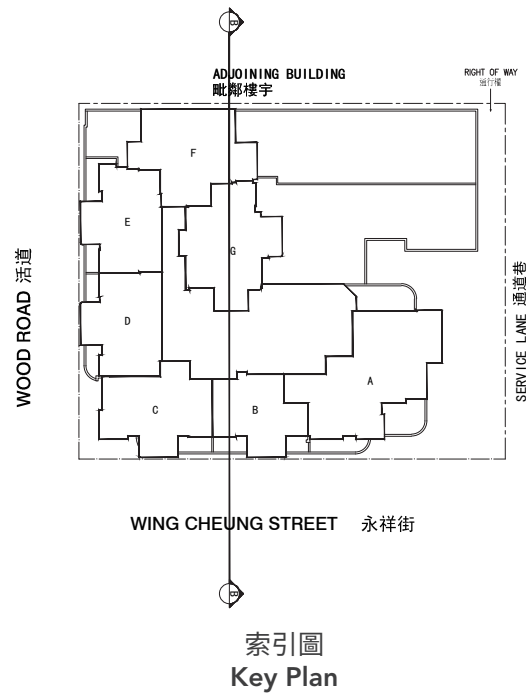 B
ADJOINING BUILDING
毗鄰樓宇
RIGHT OF WAY
通行權
F
E
G
D
A
C
B
WOOD ROAD 活道
SERVICE LANE 通道巷
WING CHEUNG STREET 永祥街
B
索引圖
Key Plan